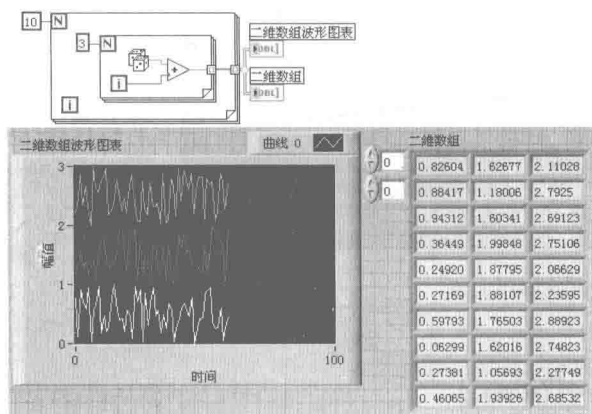 10 N
二维数组波形图表
3 N
[DBL]
二维数组
i
[DBL]
i
二维数组波形图表
曲线 0
二维数组
3
2
1
0
幅值
0
100
时间
0
0
0.82604 1.62677 2.11028
0.88417 1.18006 2.7925
0.94312 1.60341 2.69123
0.36449 1.99848 2.75106
0.24920 1.87795 2.06629
0.27169 1.88107 2.23595
0.59793 1.76503 2.88923
0.06299 1.62016 2.74823
0.27381 1.05693 2.27749
0.46065 1.93926 2.68532